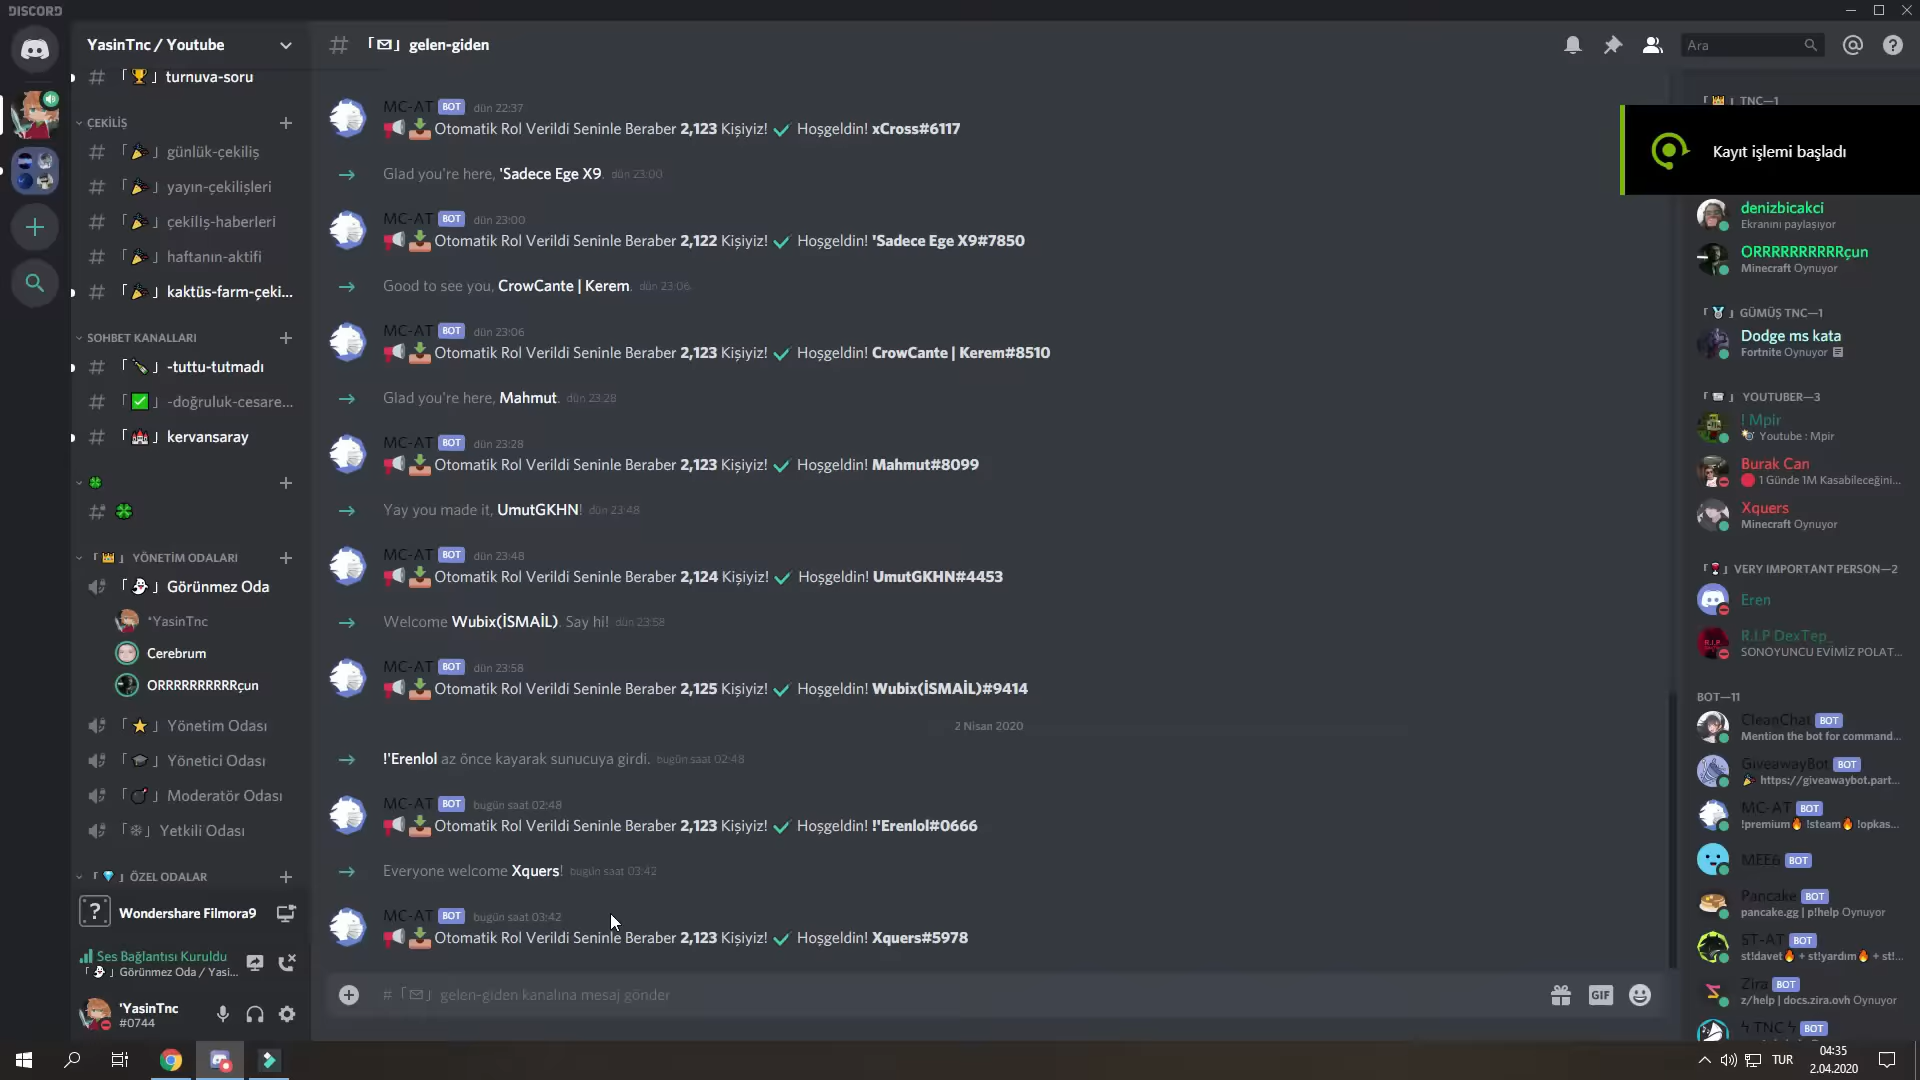 DISCORD
YasinTnc / Youtube
「🏆」turnuva-soru
ÇEKİLİŞ
「🎉」günlük-çekiliş
「🎉」yayın-çekilişleri
「🎉」çekiliş-haberleri
「🎉」haftanın-aktifi
「🎉」kaktüs-farm-çeki...
SOHBET KANALLARI
「🍾」-tuttu-tutmadı
「✅」-doğruluk-cesare...
「🏰」kervansaray
🍀
# 🍀
「👑」YÖNETİM ODALARI
「👻」Görünmez Oda
'YasinTnc
Cerebrum
ORRRRRRRRRçun
「⭐」Yönetim Odası
「🎓」Yönetici Odası
「💣」Moderatör Odası
「❄」Yetkili Odası
「💎」ÖZEL ODALAR
Wondershare Filmora9
Ses Bağlantısı Kuruldu
「👻」Görünmez Oda / Yasi...
'YasinTnc
#0744
# 「✉」gelen-giden
Ara
MC-AT BOT dün 22:37
Otomatik Rol Verildi Seninle Beraber 2,123 Kişiyiz! ✓ Hoşgeldin! xCross#6117
Glad you're here, 'Sadece Ege X9. dün 23:00
MC-AT BOT dün 23:00
Otomatik Rol Verildi Seninle Beraber 2,122 Kişiyiz! ✓ Hoşgeldin! 'Sadece Ege X9#7850
Good to see you, CrowCante | Kerem. dün 23:06
MC-AT BOT dün 23:06
Otomatik Rol Verildi Seninle Beraber 2,123 Kişiyiz! ✓ Hoşgeldin! CrowCante | Kerem#8510
Glad you're here, Mahmut. dün 23:28
MC-AT BOT dün 23:28
Otomatik Rol Verildi Seninle Beraber 2,123 Kişiyiz! ✓ Hoşgeldin! Mahmut#8099
Yay you made it, UmutGKHN! dün 23:48
MC-AT BOT dün 23:48
Otomatik Rol Verildi Seninle Beraber 2,124 Kişiyiz! ✓ Hoşgeldin! UmutGKHN#4453
Welcome Wubix(İSMAİL). Say hi! dün 23:58
MC-AT BOT dün 23:58
Otomatik Rol Verildi Seninle Beraber 2,125 Kişiyiz! ✓ Hoşgeldin! Wubix(İSMAİL)#9414
2 Nisan 2020
!'Erenlol az önce kayarak sunucuya girdi. bugün saat 02:48
MC-AT BOT bugün saat 02:48
Otomatik Rol Verildi Seninle Beraber 2,123 Kişiyiz! ✓ Hoşgeldin! !'Erenlol#0666
Everyone welcome Xquers! bugün saat 03:42
MC-AT BOT bugün saat 03:42
Otomatik Rol Verildi Seninle Beraber 2,123 Kişiyiz! ✓ Hoşgeldin! Xquers#5978
# 「✉」gelen-giden kanalına mesaj gönder
GIF
「👑」TNC—1
Kayıt işlemi başladı
denizbicakci
Ekranını paylaşıyor
ORRRRRRRRRçun
Minecraft Oynuyor
「🥈」GÜMÜŞ TNC—1
Dodge ms kata
Fortnite Oynuyor
YOUTUBER—3
! Mpir
Youtube : Mpir
Burak Can
🔴 1 Günde 1M Kasabileceğini...
Xquers
Minecraft Oynuyor
「🍷」VERY IMPORTANT PERSON—2
Eren
R.I.P DexTep_
SONOYUNCU EVİMİZ POLAT...
BOT—11
CleanChat BOT
Mention the bot for command...
GiveawayBot BOT
🎉 https://giveawaybot.part...
MC-AT BOT
!premium🔥 !steam🔥 !opkas...
MEE6 BOT
Pancake BOT
pancake.gg | p!help Oynuyor
ST-AT BOT
st!davet🔥 + st!yardım🔥 + st!...
Zira BOT
z/help | docs.zira.ovh Oynuyor
ϟ TNC ϟ BOT
TUR
04:35
2.04.2020